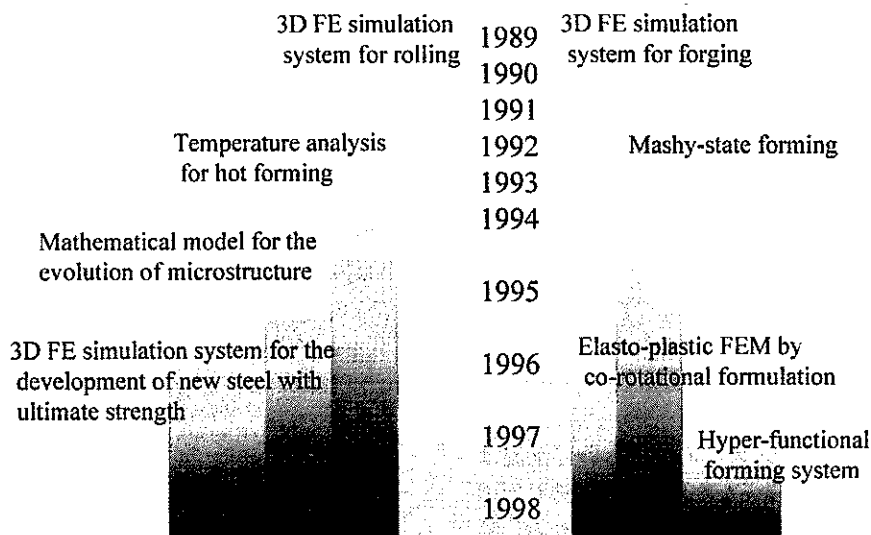 3D FE simulation
system for rolling
1989
3D FE simulation
system for forging
1990
1991
Temperature analysis
for hot forming
1992
Mashy-state forming
1993
1994
Mathematical model for the
evolution of microstructure
1995
3D FE simulation system for the
development of new steel with
ultimate strength
1996
Elasto-plastic FEM by
co-rotational formulation
1997
Hyper-functional
forming system
1998